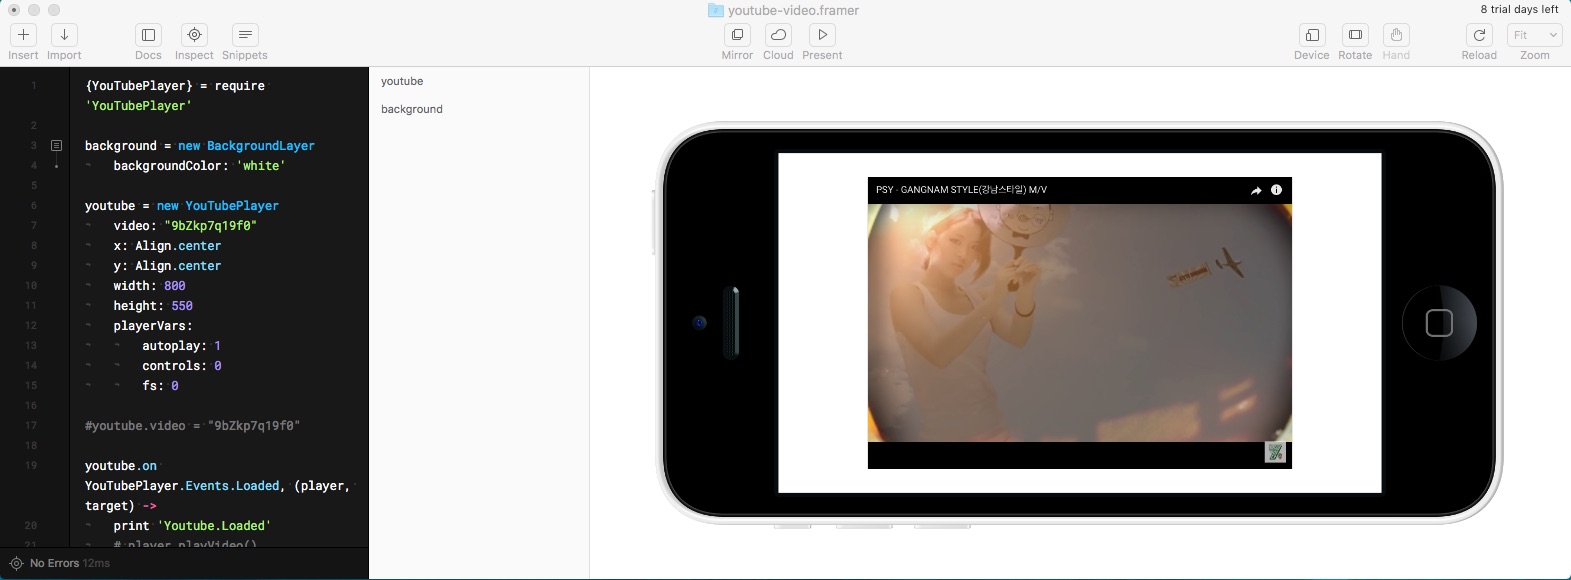 youtube-video.framer
8 trial days left
Insert Import Docs Inspect Snippets Mirror Cloud Present Device Rotate Hand Reload Fit Zoom
1 {YouTubePlayer} = require
'YouTubePlayer'
2
3 background = new BackgroundLayer
4 backgroundColor: 'white'
5
6 youtube = new YouTubePlayer
7 video: "9bZkp7q19f0"
8 x: Align.center
9 y: Align.center
10 width: 800
11 height: 550
12 playerVars:
13 autoplay: 1
14 controls: 0
15 fs: 0
16
17 #youtube.video = "9bZkp7q19f0"
18
19 youtube.on
YouTubePlayer.Events.Loaded, (player,
target) ->
20 print 'Youtube.Loaded'
21 # player.playVideo()
No Errors 12ms
youtube
background
PSY - GANGNAM STYLE(강남스타일) M/V